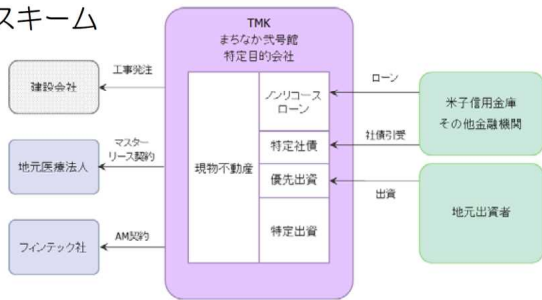 スキーム
TMK
まちなか弐号館
特定目的会社
建設会社
工事発注
地元医療法人
マスター
リース契約
フィンテック社
AM契約
現物不動産
ノンリコース
ローン
特定社債
優先出資
特定出資
ローン
社債引受
出資
米子信用金庫
その他金融機関
地元出資者